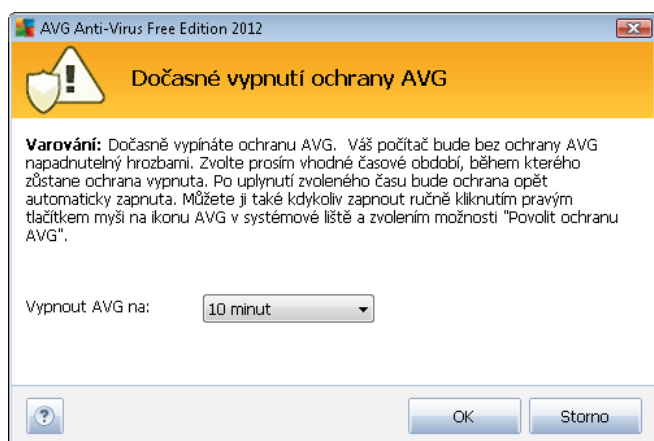 AVG Anti-Virus Free Edition 2012
Dočasné vypnutí ochrany AVG
Varování: Dočasně vypínáte ochranu AVG. Váš počítač bude bez ochrany AVG
napadnutelný hrozbami. Zvolte prosím vhodné časové období, během kterého
zůstane ochrana vypnuta. Po uplynutí zvoleného času bude ochrana opět
automaticky zapnuta. Můžete ji také kdykoliv zapnout ručně kliknutím pravým
tlačítkem myši na ikonu AVG v systémové liště a zvolením možnosti "Povolit ochranu
AVG".
Vypnout AVG na: 10 minut
? OK Storno